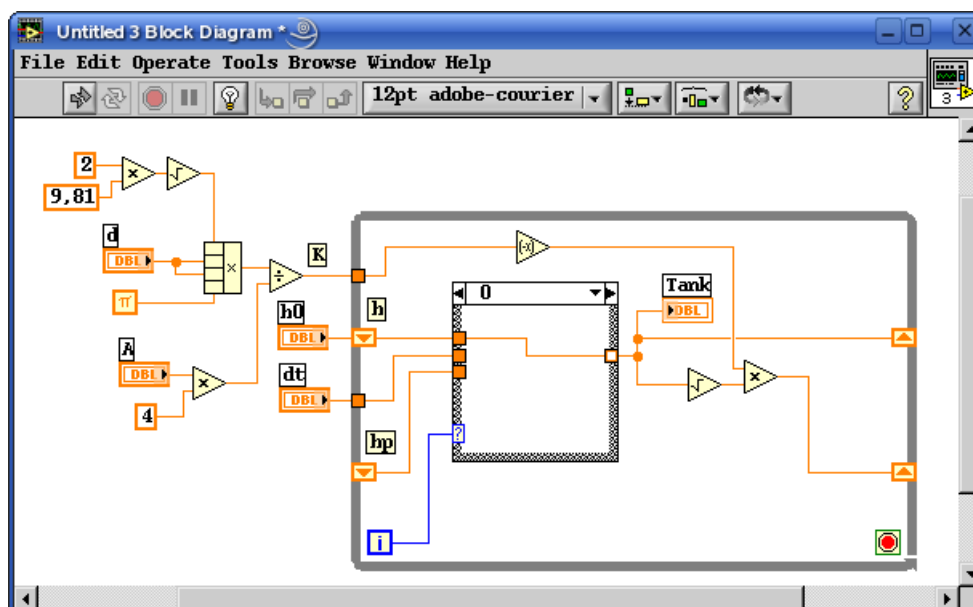 Untitled 3 Block Diagram *
File Edit Operate Tools Browse Window Help
12pt adobe-courier
?
3
2
9,81
d
DBL
π
A
DBL
4
×
√
×
÷
×
K
h0
DBL
dt
DBL
h
hp
(-x)
0
?
Tank
DBL
√
×
i